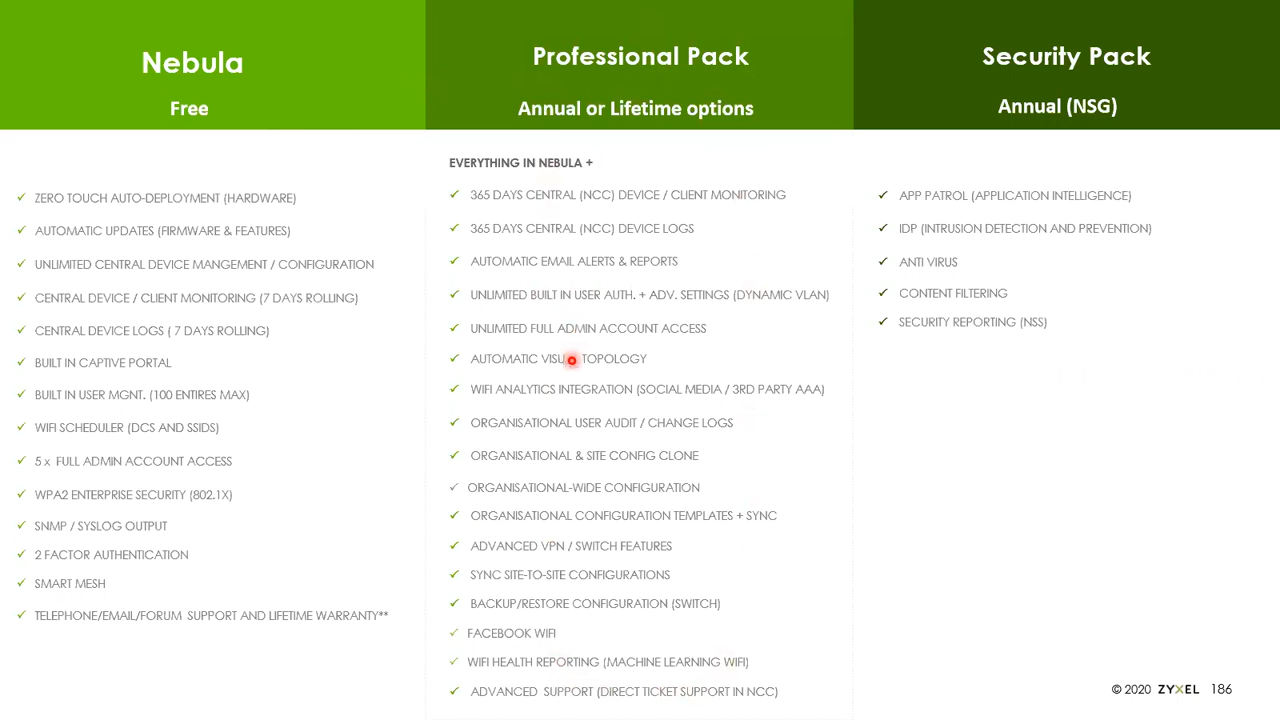 Nebula
Free
Professional Pack
Annual or Lifetime options
Security Pack
Annual (NSG)
ZERO TOUCH AUTO-DEPLOYMENT (HARDWARE)
AUTOMATIC UPDATES (FIRMWARE & FEATURES)
UNLIMITED CENTRAL DEVICE MANGEMENT / CONFIGURATION
CENTRAL DEVICE / CLIENT MONITORING (7 DAYS ROLLING)
CENTRAL DEVICE LOGS ( 7 DAYS ROLLING)
BUILT IN CAPTIVE PORTAL
BUILT IN USER MGNT. (100 ENTIRES MAX)
WIFI SCHEDULER (DCS AND SSIDS)
5 x FULL ADMIN ACCOUNT ACCESS
WPA2 ENTERPRISE SECURITY (802.1X)
SNMP / SYSLOG OUTPUT
2 FACTOR AUTHENTICATION
SMART MESH
TELEPHONE/EMAIL/FORUM SUPPORT AND LIFETIME WARRANTY**
EVERYTHING IN NEBULA +
365 DAYS CENTRAL (NCC) DEVICE / CLIENT MONITORING
365 DAYS CENTRAL (NCC) DEVICE LOGS
AUTOMATIC EMAIL ALERTS & REPORTS
UNLIMITED BUILT IN USER AUTH. + ADV. SETTINGS (DYNAMIC VLAN)
UNLIMITED FULL ADMIN ACCOUNT ACCESS
AUTOMATIC TOPOLOGY
WIFI ANALYTICS INTEGRATION (SOCIAL MEDIA / 3RD PARTY AAA)
ORGANISATIONAL USER AUDIT / CHANGE LOGS
ORGANISATIONAL & SITE CONFIG CLONE
ORGANISATIONAL-WIDE CONFIGURATION
ORGANISATIONAL CONFIGURATION TEMPLATES + SYNC
ADVANCED VPN / SWITCH FEATURES
SYNC SITE-TO-SITE CONFIGURATIONS
BACKUP/RESTORE CONFIGURATION (SWITCH)
FACEBOOK WIFI
WIFI HEALTH REPORTING (MACHINE LEARNING WIFI)
ADVANCED SUPPORT (DIRECT TICKET SUPPORT IN NCC)
APP PATROL (APPLICATION INTELLIGENCE)
IDP (INTRUSION DETECTION AND PREVENTION)
ANTI VIRUS
CONTENT FILTERING
SECURITY REPORTING (NSS)
© 2020 ZYXEL 186